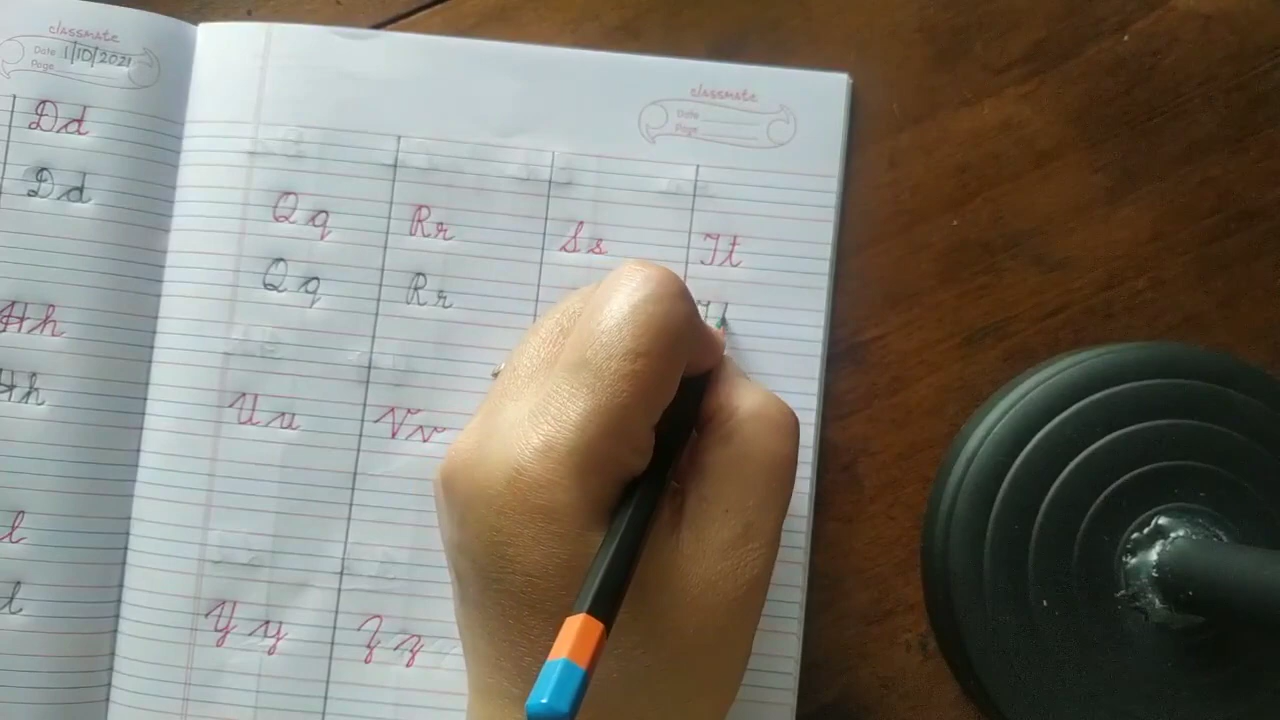 classmate
Date 1/10/2021
Page
Dd
Dd
Hh
Hh
l
l
classmate
Date
Page
Qq Rr Ss Tt
Qq Rr
Uu Vv
Yy Zz